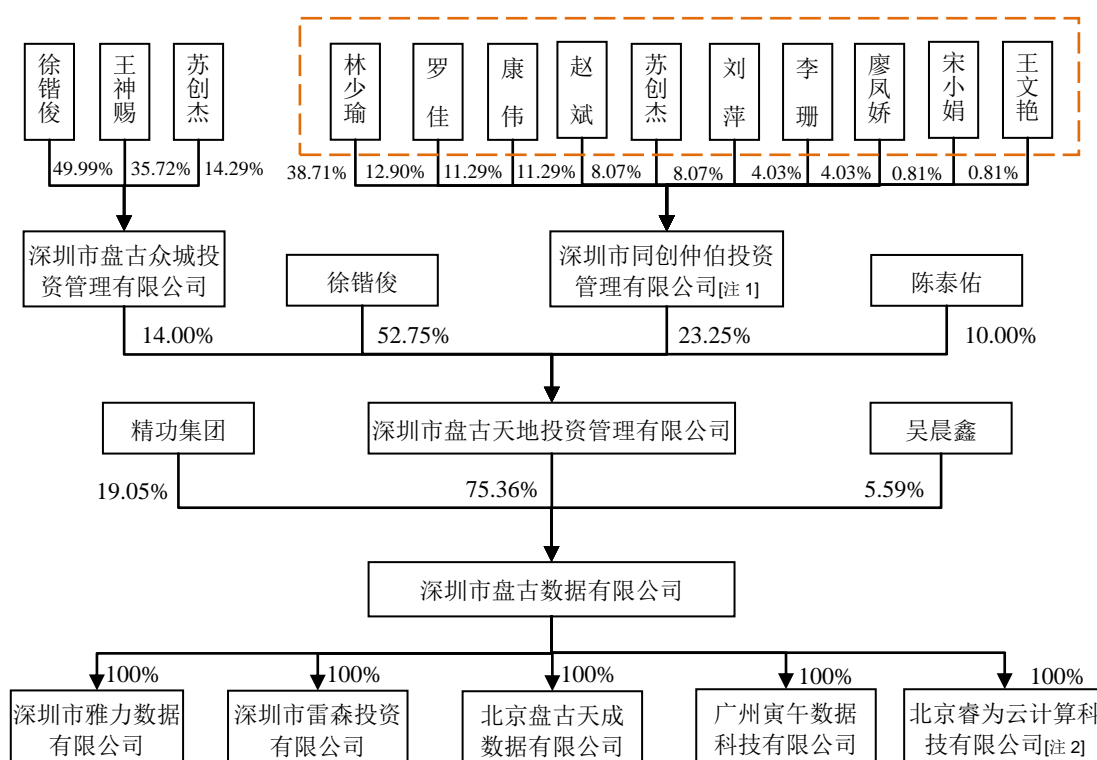 徐锴俊
王神赐
苏创杰
林少瑜
罗佳
康伟
赵斌
苏创杰
刘萍
李珊
廖凤娇
宋小娟
王文艳
49.99%
35.72%
14.29%
38.71%
12.90%
11.29%
11.29%
8.07%
8.07%
4.03%
4.03%
0.81%
0.81%
深圳市盘古众城投
资管理有限公司
徐锴俊
深圳市同创仲伯投资
管理有限公司[注 1]
陈泰佑
14.00%
52.75%
23.25%
10.00%
精功集团
深圳市盘古天地投资管理有限公司
吴晨鑫
19.05%
75.36%
5.59%
深圳市盘古数据有限公司
100%
100%
100%
100%
100%
深圳市雅力数据
有限公司
深圳市雷森投资
有限公司
北京盘古天成
数据有限公司
广州寅午数据
科技有限公司
北京睿为云计算科
技有限公司[注 2]